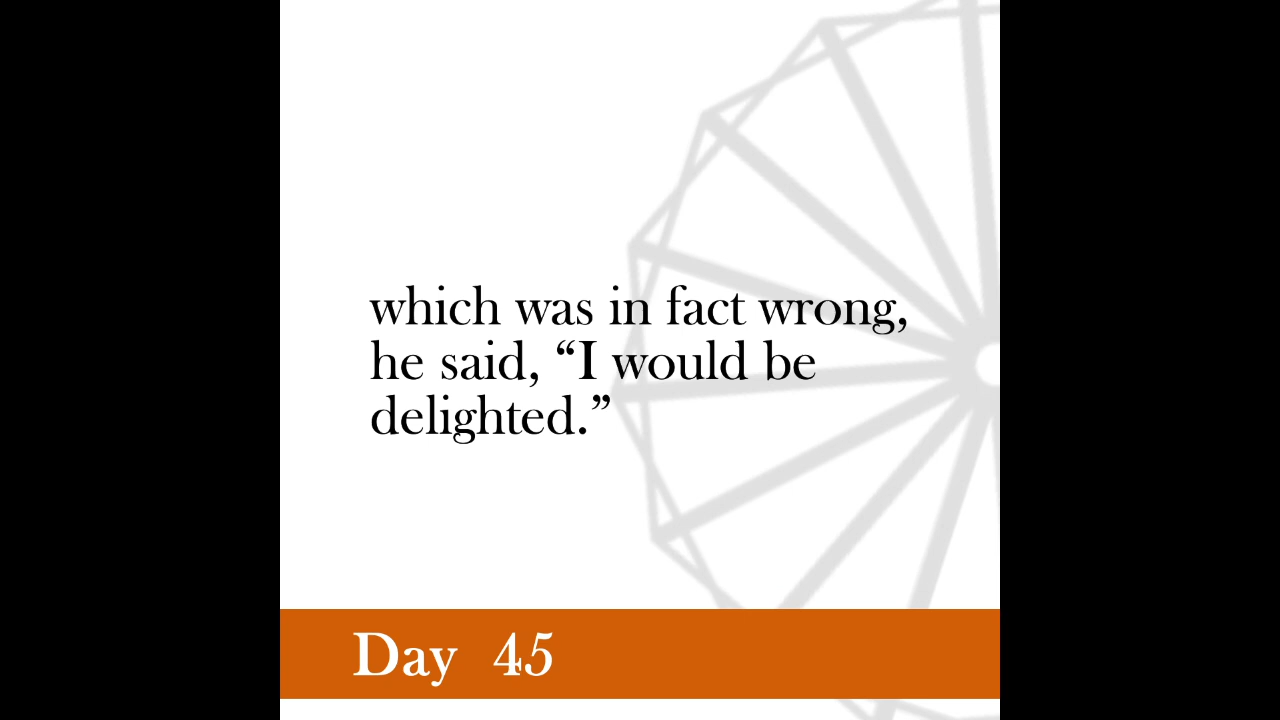 which was in fact wrong,
he said, “I would be
delighted.”
Day 45